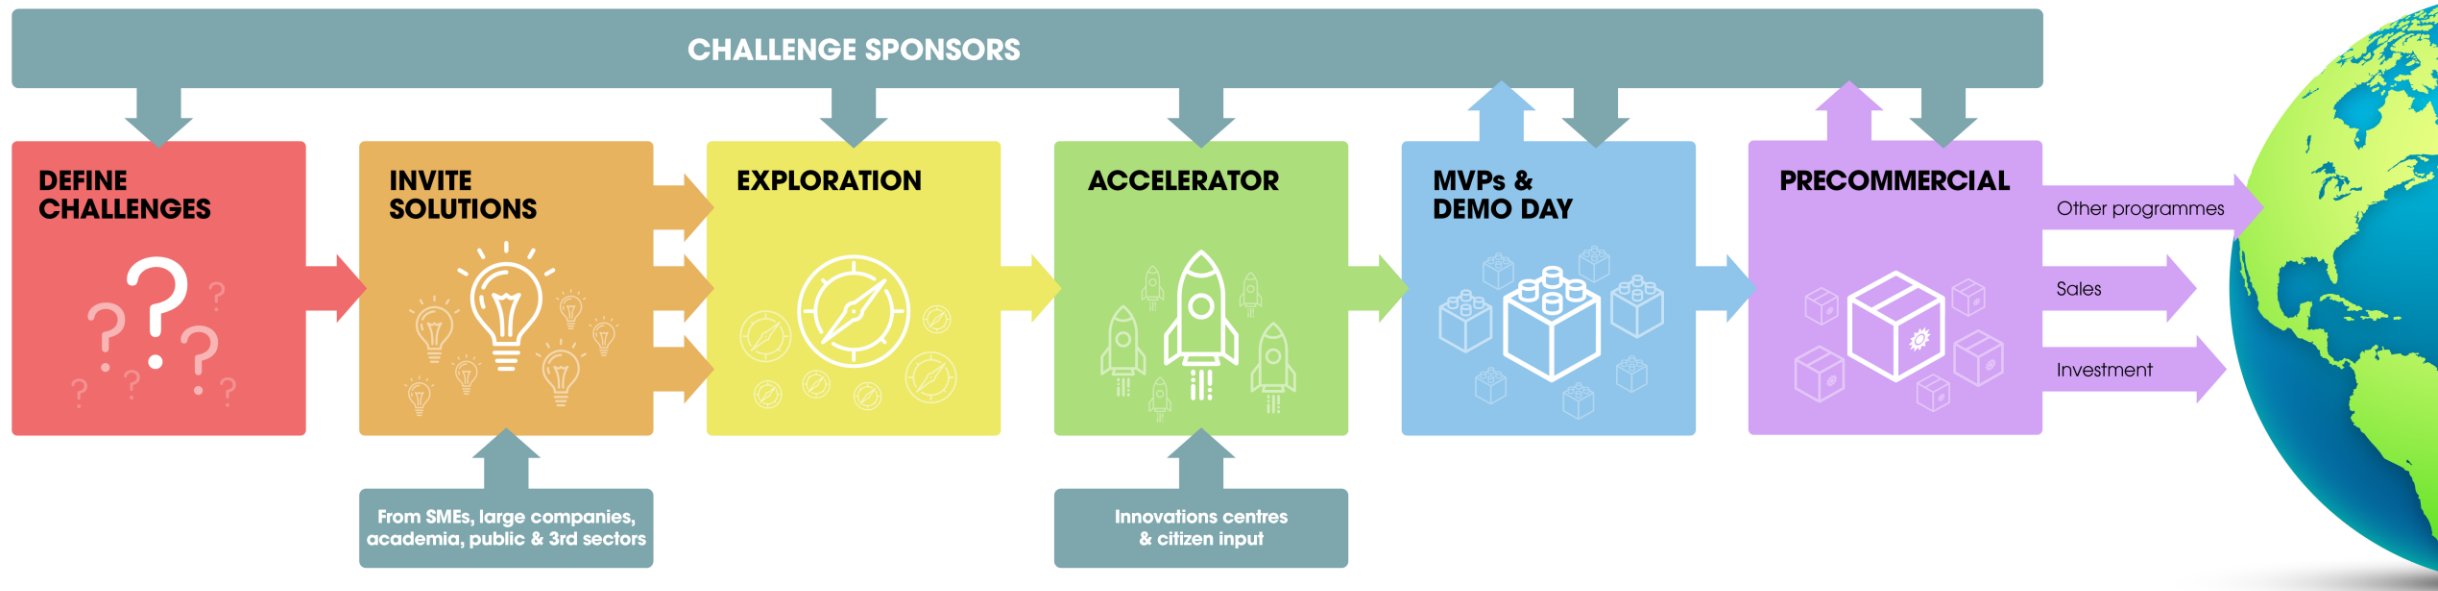 CHALLENGE SPONSORS
DEFINE
CHALLENGES
INVITE
SOLUTIONS
EXPLORATION
ACCELERATOR
MVPs &
DEMO DAY
PRECOMMERCIAL
Other programmes
Sales
Investment
From SMEs, large companies,
academia, public & 3rd sectors
Innovations centres
& citizen input